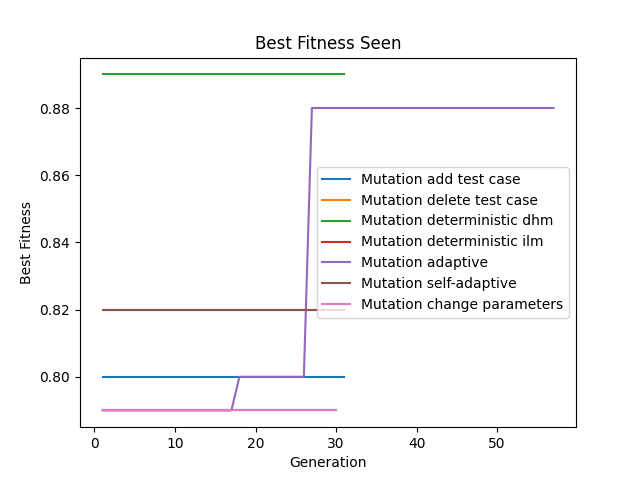 Best Fitness Seen
Best Fitness
0.88
0.86
0.84
0.82
0.80
Mutation add test case
Mutation delete test case
Mutation deterministic dhm
Mutation deterministic ilm
Mutation adaptive
Mutation self-adaptive
Mutation change parameters
0 10 20 30 40 50
Generation